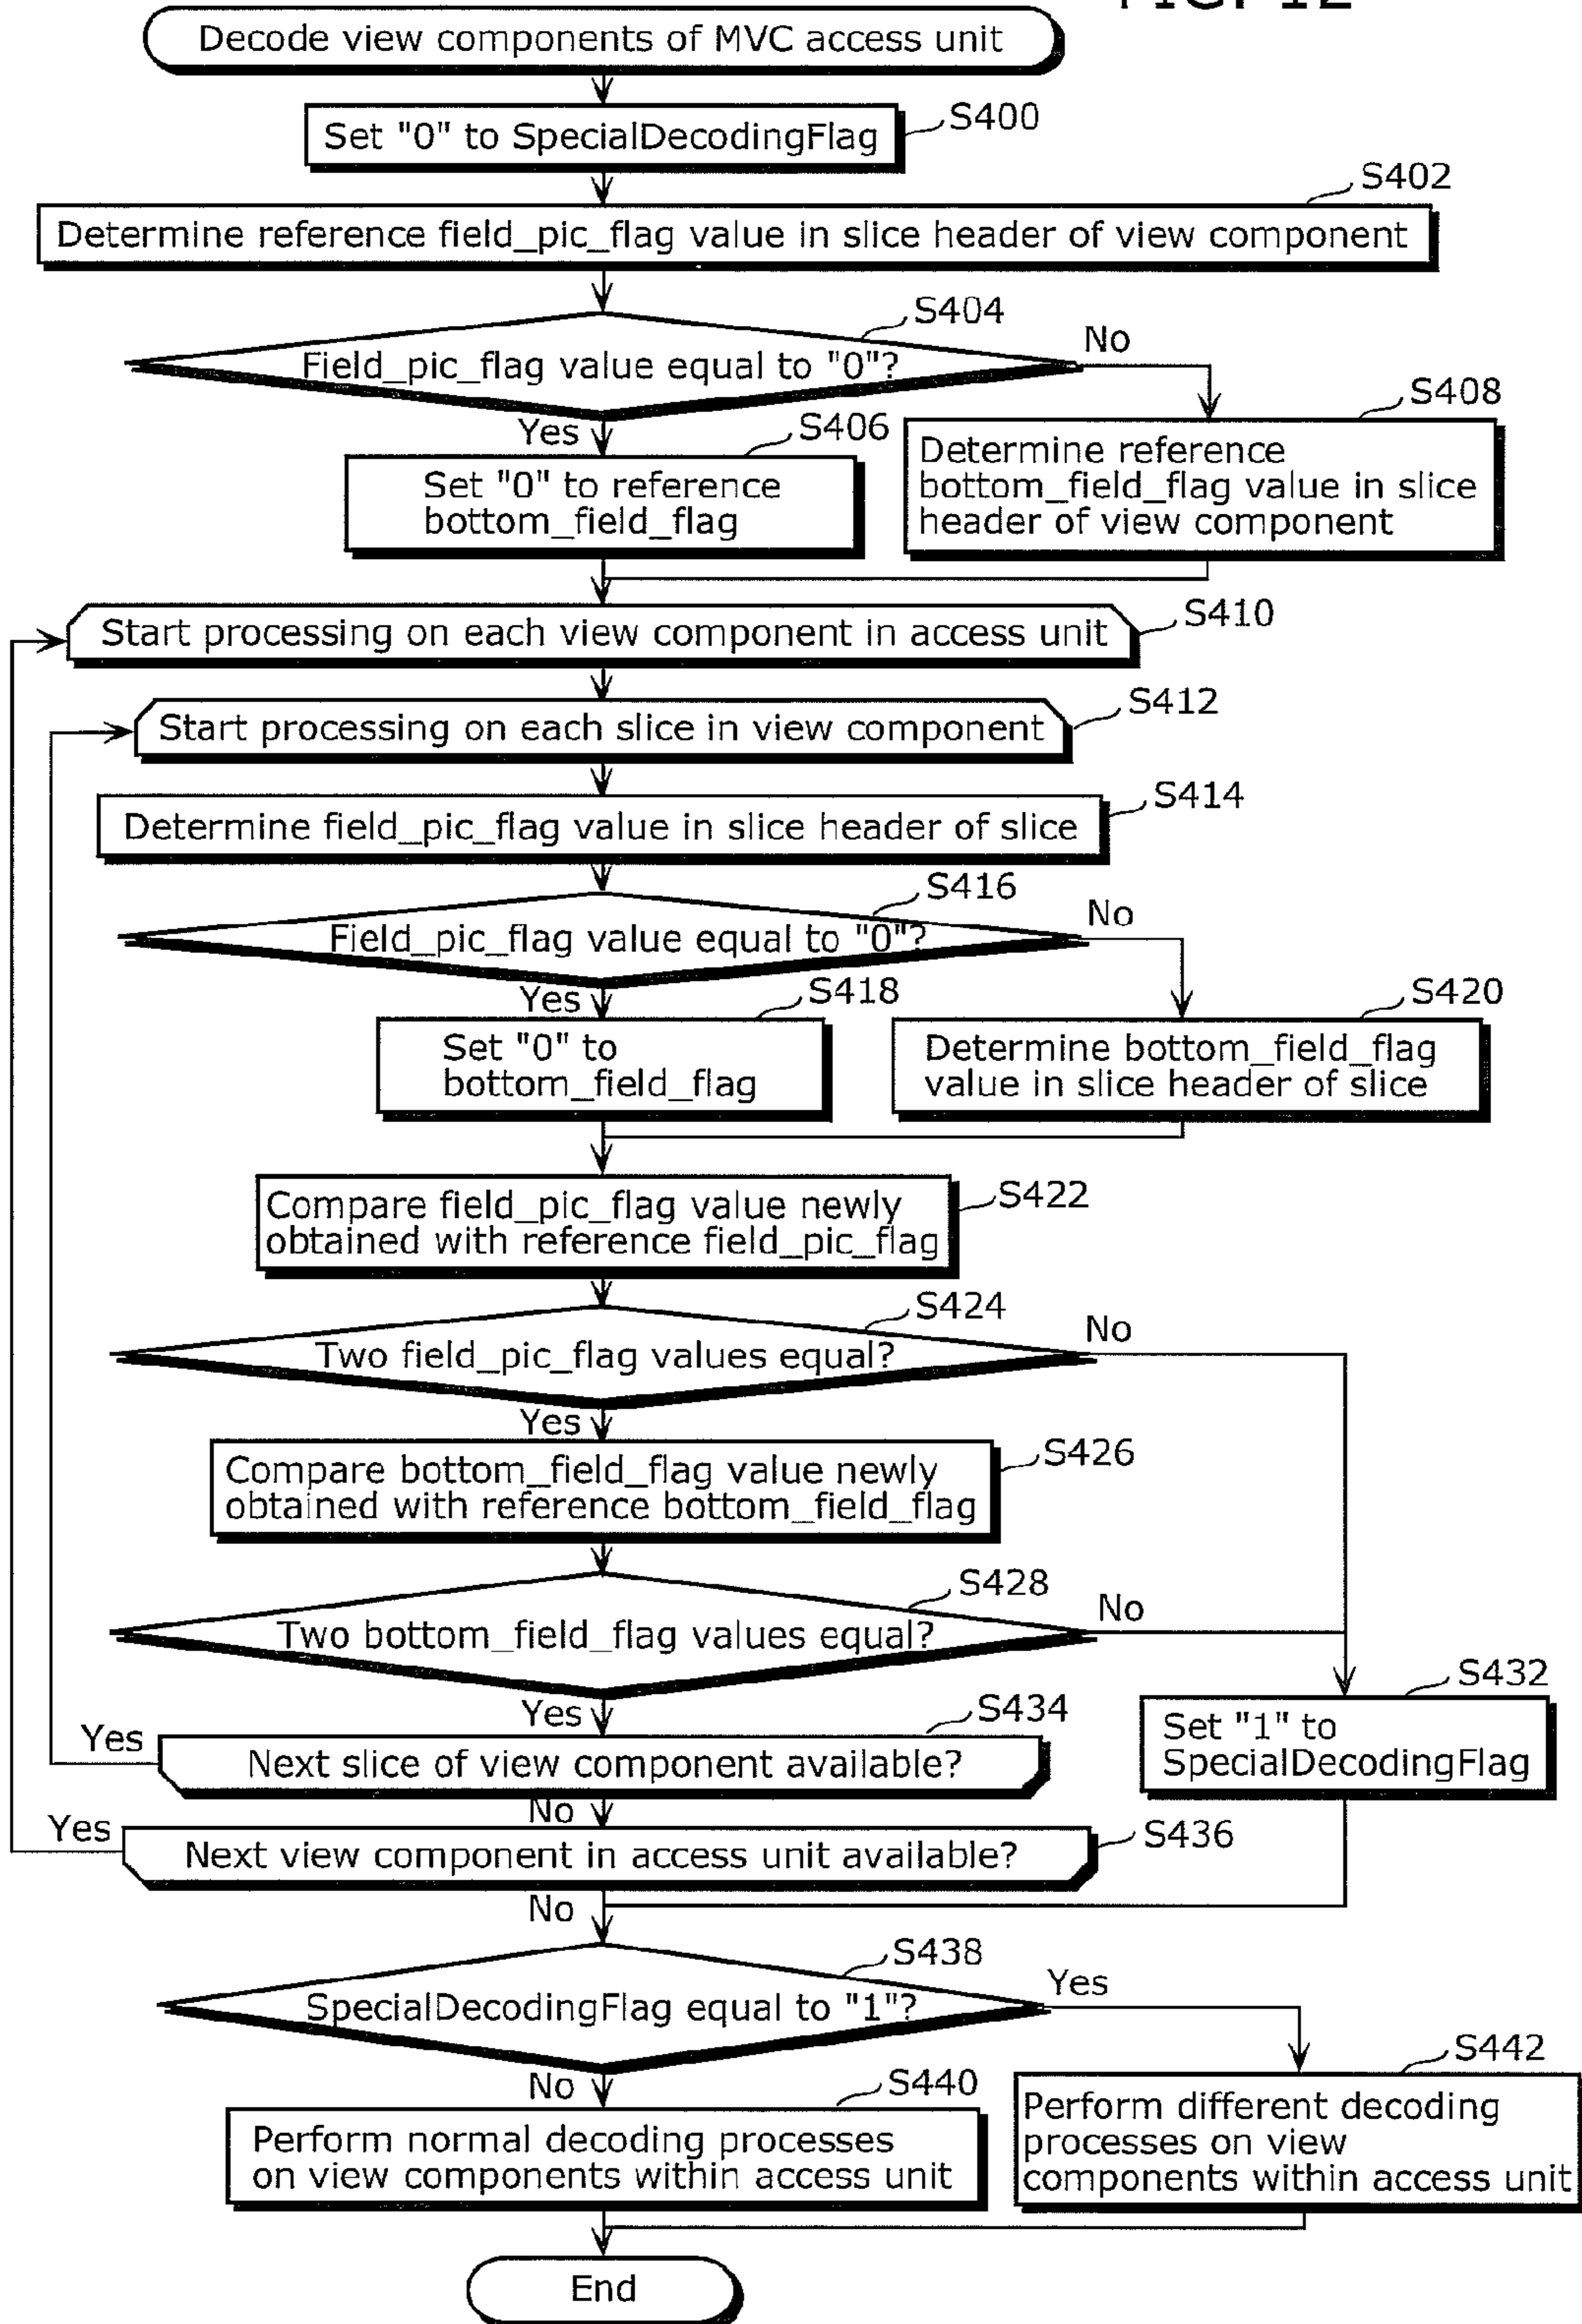 FIG. 12
Decode view components of MVC access unit
S400
Set "0" to SpecialDecodingFlag
S402
Determine reference field_pic_flag value in slice header of view component
S404
Field_pic_flag value equal to "0"?
No
Yes
S406
S408
Set "0" to reference
bottom_field_flag
Determine reference
bottom_field_flag value in slice
header of view component
S410
Start processing on each view component in access unit
S412
Start processing on each slice in view component
S414
Determine field_pic_flag value in slice header of slice
S416
Field_pic_flag value equal to "0"?
No
Yes
S418
S420
Set "0" to
bottom_field_flag
Determine bottom_field_flag
value in slice header of slice
S422
Compare field_pic_flag value newly
obtained with reference field_pic_flag
S424
Two field_pic_flag values equal?
No
Yes
S426
Compare bottom_field_flag value newly
obtained with reference bottom_field_flag
S428
Two bottom_field_flag values equal?
No
S432
Set "1" to
SpecialDecodingFlag
Yes
S434
Yes
Next slice of view component available?
No
Yes
S436
Next view component in access unit available?
No
S438
SpecialDecodingFlag equal to "1"?
Yes
No
S440
S442
Perform normal decoding processes
on view components within access unit
Perform different decoding
processes on view
components within access unit
End